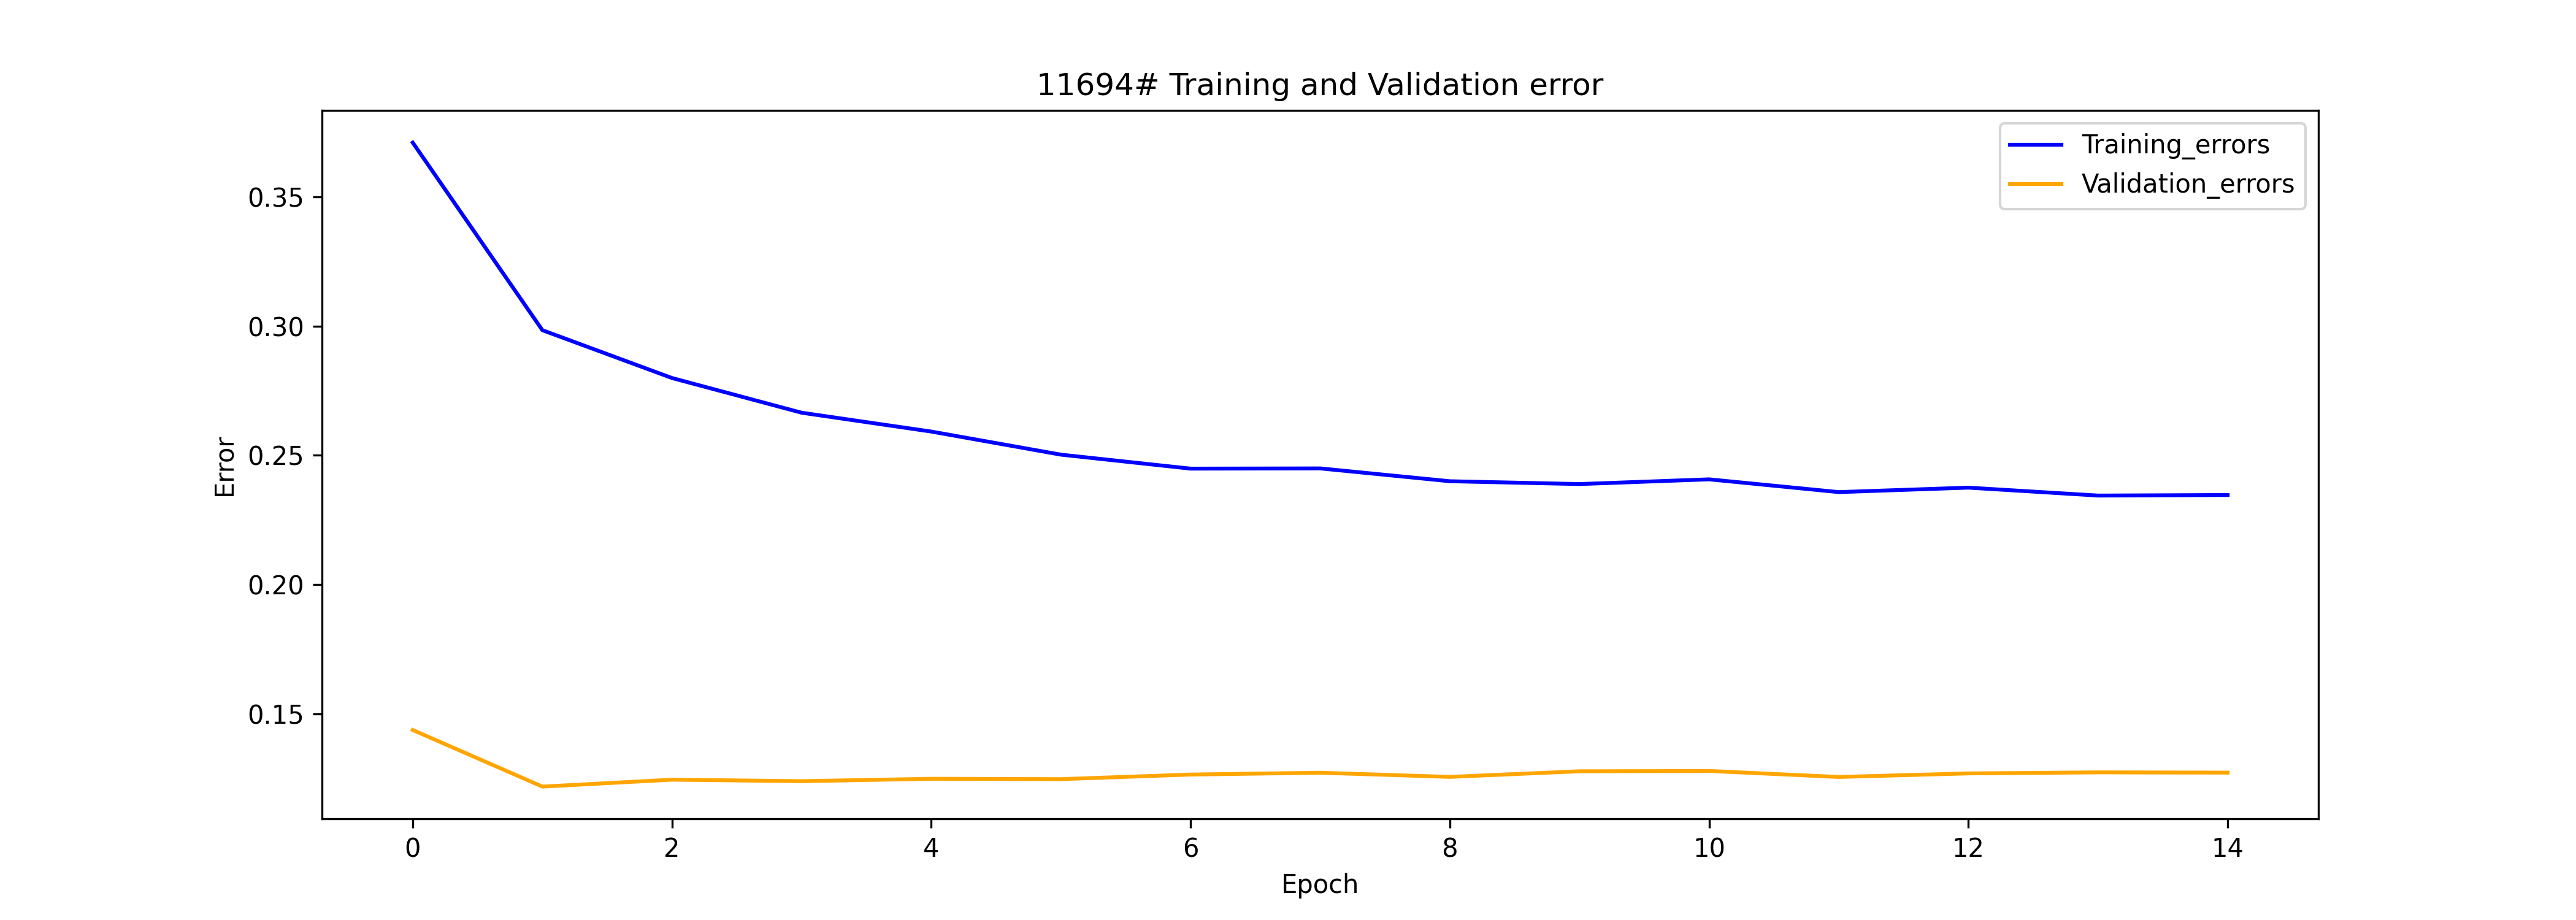 11694# Training and Validation error
Training_errors
Validation_errors
0.35
0.30
0.25
0.20
0.15
Error
0 2 4 6 8 10 12 14
Epoch